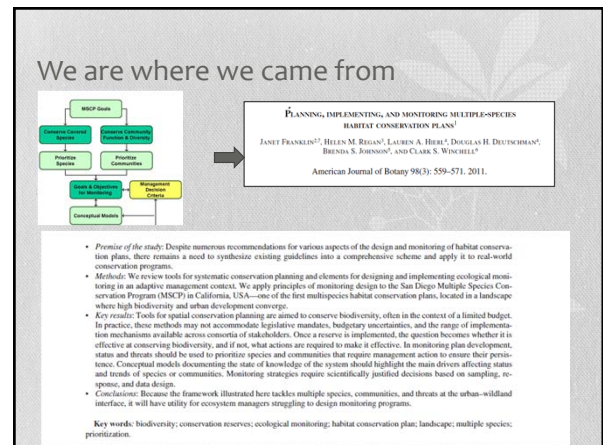 We are where we came from
MSCP Goals
Conserve Covered
Species
Conserve Community
Function & Diversity
Prioritize
Species
Prioritize
Communities
Goals & Objectives
for Monitoring
Management
Decision
Criteria
Conceptual Models
PLANNING, IMPLEMENTING, AND MONITORING MULTIPLE-SPECIES
HABITAT CONSERVATION PLANS¹
JANET FRANKLIN²,⁷, HELEN M. REGAN³, LAUREN A. HIERL⁴, DOUGLAS H. DEUTSCHMAN⁴,
BRENDA S. JOHNSON⁵, AND CLARK S. WINCHELL⁶
American Journal of Botany 98(3): 559–571. 2011.
• Premise of the study: Despite numerous recommendations for various aspects of the design and monitoring of habitat conserva-
tion plans, there remains a need to synthesize existing guidelines into a comprehensive scheme and apply it to real-world
conservation programs.
• Methods: We review tools for systematic conservation planning and elements for designing and implementing ecological moni-
toring in an adaptive management context. We apply principles of monitoring design to the San Diego Multiple Species Con-
servation Program (MSCP) in California, USA—one of the first multispecies habitat conservation plans, located in a landscape
where high biodiversity and urban development converge.
• Key results: Tools for spatial conservation planning are aimed to conserve biodiversity, often in the context of a limited budget.
In practice, these methods may not accommodate legislative mandates, budgetary uncertainties, and the range of implementa-
tion mechanisms available across consortia of stakeholders. Once a reserve is implemented, the question becomes whether it is
effective at conserving biodiversity, and if not, what actions are required to make it effective. In monitoring plan development,
status and threats should be used to prioritize species and communities that require management action to ensure their persis-
tence. Conceptual models documenting the state of knowledge of the system should highlight the main drivers affecting status
and trends of species or communities. Monitoring strategies require scientifically justified decisions based on sampling, re-
sponse, and data design.
• Conclusions: Because the framework illustrated here tackles multiple species, communities, and threats at the urban–wildland
interface, it will have utility for ecosystem managers struggling to design monitoring programs.
Key words: biodiversity; conservation reserves; ecological monitoring; habitat conservation plan; landscape; multiple species;
prioritization.